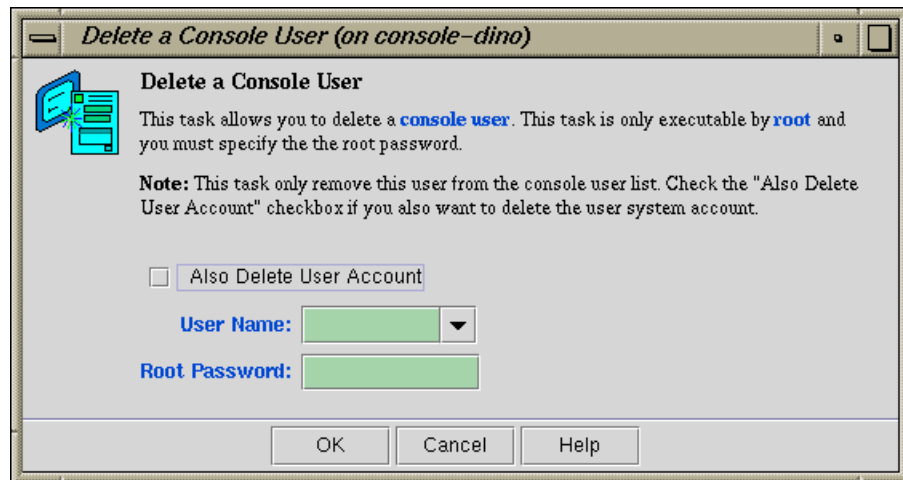 Delete a Console User (on console-dino)
Delete a Console User
This task allows you to delete a console user. This task is only executable by root and
you must specify the the root password.
Note: This task only remove this user from the console user list. Check the "Also Delete
User Account" checkbox if you also want to delete the user system account.
Also Delete User Account
User Name:
Root Password:
OK Cancel Help